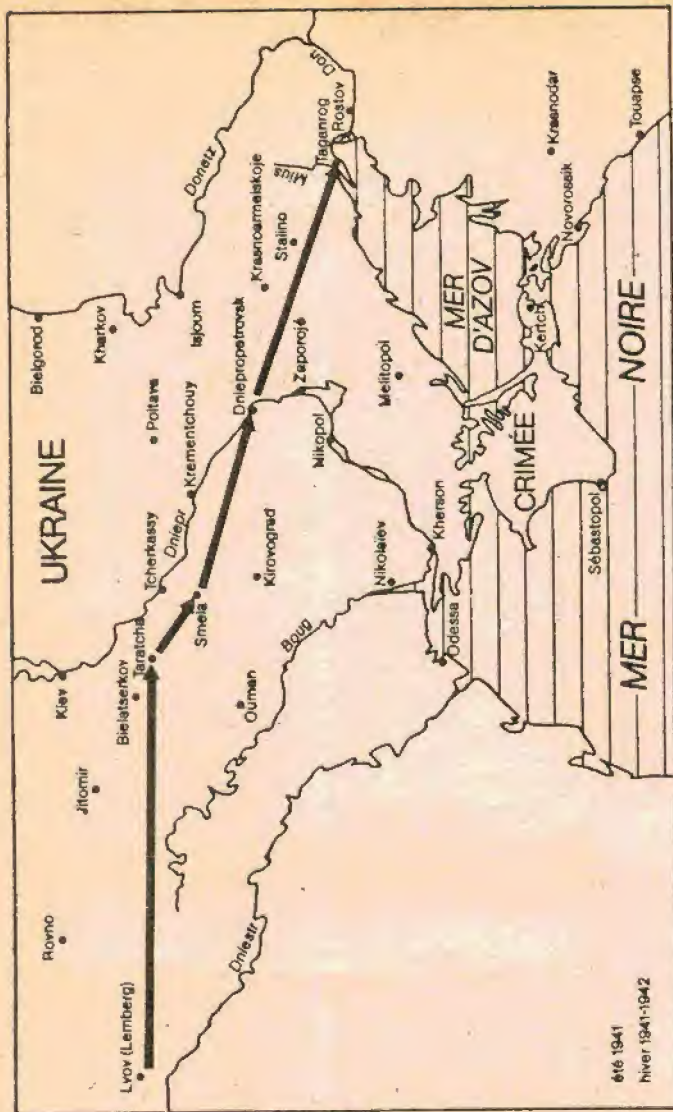 UKRAINE
Bielgorod
Kharkov
Donetz
Kiev
Rovno
Jitomir
Poltava
Isjoum
Don
Tcherkassy
Dniepr
Krementchouy
Lvov (Lemberg)
Bielatserkov
Taratcha
Smela
Dniepropetrovsk
Krasnoarmeiskoje
Stalino
Mius
Taganrog
Rostov
Kirovograd
Zaporojé
Nikopol
Ouman
Boug
Dniestr
Nikolaïev
Melitopol
Kherson
Odessa
MER
D'AZOV
CRIMÉE
Kertch
Krasnodar
Novorossik
Touapse
Sébastopol
MER NOIRE
été 1941
hiver 1941-1942